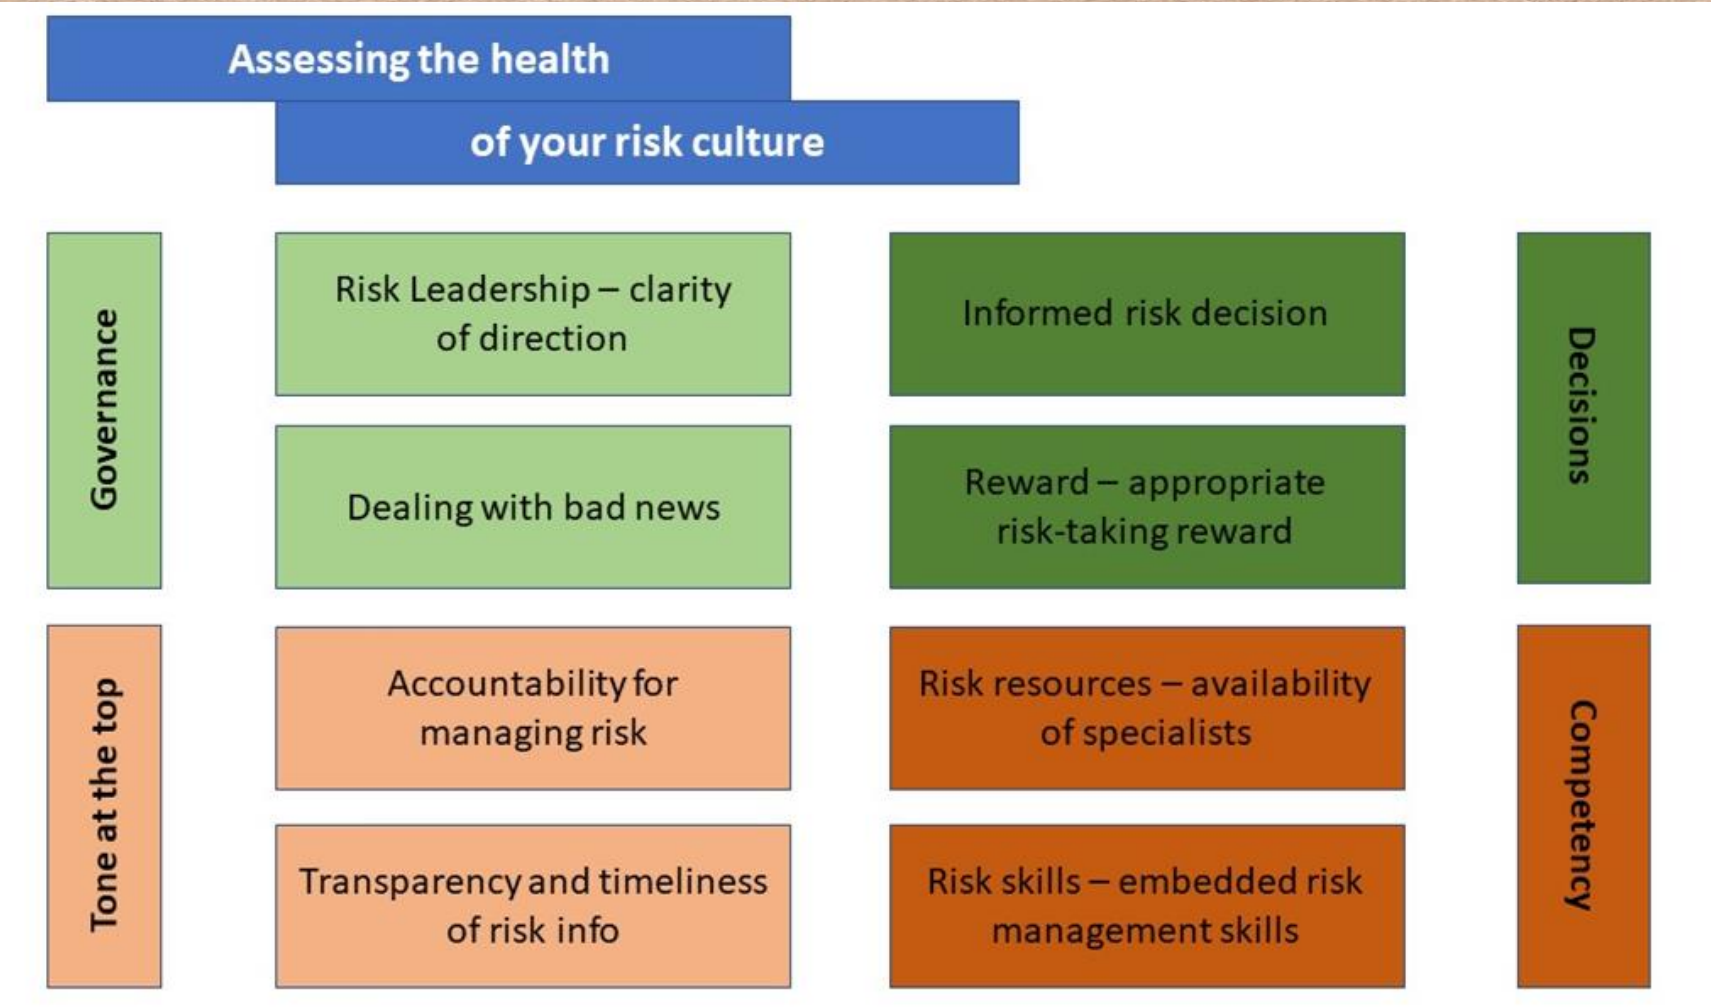 Assessing the health
of your risk culture
Governance
Risk Leadership – clarity
of direction
Informed risk decision
Decisions
Dealing with bad news
Reward – appropriate
risk-taking reward
Tone at the top
Accountability for
managing risk
Risk resources – availability
of specialists
Competency
Transparency and timeliness
of risk info
Risk skills – embedded risk
management skills